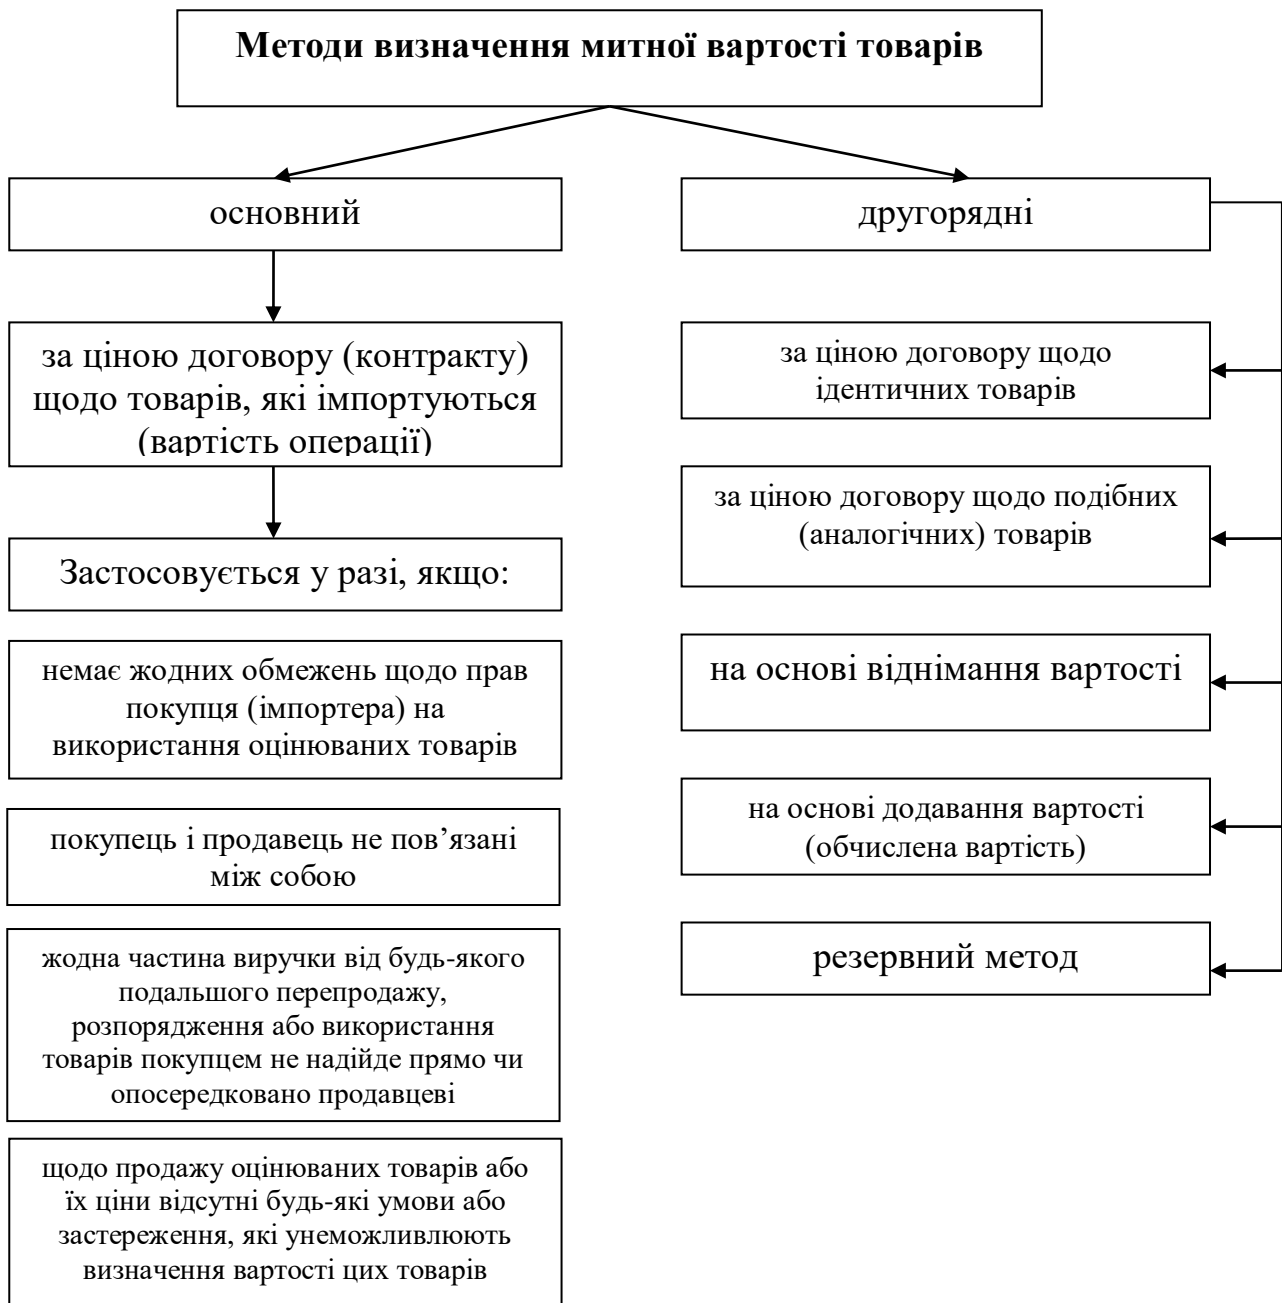 Методи визначення митної вартості товарів
основний
другорядні
за ціною договору (контракту)
щодо товарів, які імпортуються
(вартість операції)
Застосовується у разі, якщо:
немає жодних обмежень щодо прав
покупця (імпортера) на
використання оцінюваних товарів
покупець і продавець не пов’язані
між собою
жодна частина виручки від будь-якого
подальшого перепродажу,
розпорядження або використання
товарів покупцем не надійде прямо чи
опосередковано продавцеві
щодо продажу оцінюваних товарів або
їх ціни відсутні будь-які умови або
застереження, які унеможливлюють
визначення вартості цих товарів
за ціною договору щодо
ідентичних товарів
за ціною договору щодо подібних
(аналогічних) товарів
на основі віднімання вартості
на основі додавання вартості
(обчислена вартість)
резервний метод